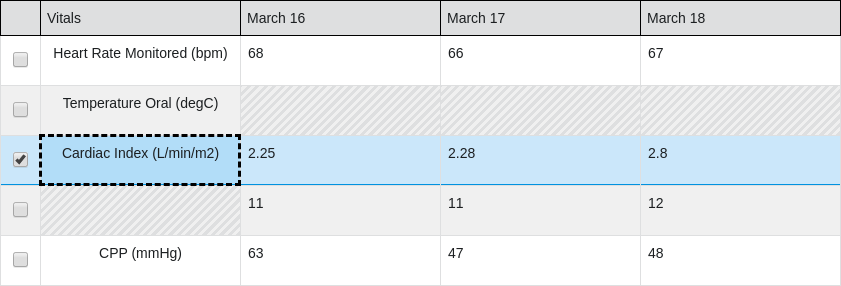 Vitals March 16 March 17 March 18
Heart Rate Monitored (bpm) 68 66 67
Temperature Oral (degC)
Cardiac Index (L/min/m2) 2.25 2.28 2.8
11 11 12
CPP (mmHg) 63 47 48